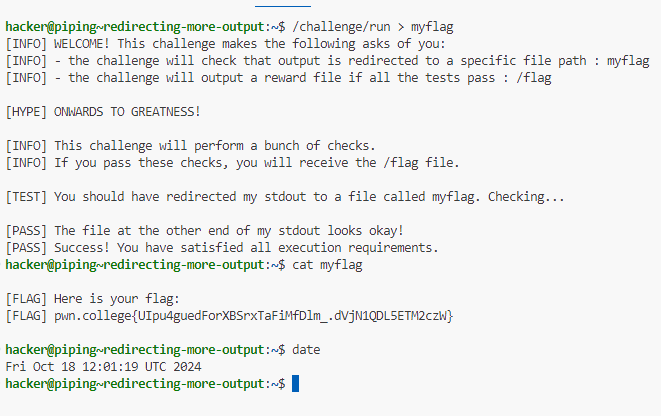 hacker@piping~redirecting-more-output:~$ /challenge/run > myflag
[INFO] WELCOME! This challenge makes the following asks of you:
[INFO] - the challenge will check that output is redirected to a specific file path : myflag
[INFO] - the challenge will output a reward file if all the tests pass : /flag
[HYPE] ONWARDS TO GREATNESS!
[INFO] This challenge will perform a bunch of checks.
[INFO] If you pass these checks, you will receive the /flag file.
[TEST] You should have redirected my stdout to a file called myflag. Checking...
[PASS] The file at the other end of my stdout looks okay!
[PASS] Success! You have satisfied all execution requirements.
hacker@piping~redirecting-more-output:~$ cat myflag
[FLAG] Here is your flag:
[FLAG] pwn.college{UIpu4guedForXBSrxTaFiMfDlm_.dVjN1QDL5ETM2czW}
hacker@piping~redirecting-more-output:~$ date
Fri Oct 18 12:01:19 UTC 2024
hacker@piping~redirecting-more-output:~$